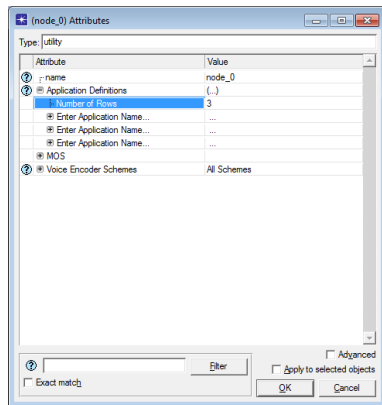 (node_0) Attributes
Type: utility
Attribute Value
name node_0
Application Definitions (...)
Number of Rows 3
Enter Application Name... ...
Enter Application Name... ...
Enter Application Name... ...
MOS
Voice Encoder Schemes All Schemes
Advanced
Filter Apply to selected objects
Exact match OK Cancel